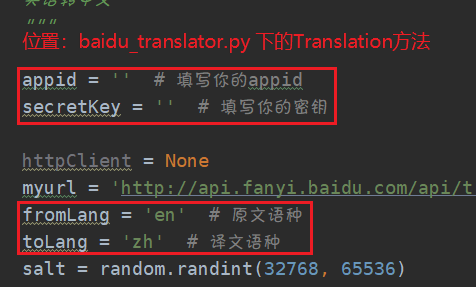 """
位置：baidu_translator.py 下的Translation方法
appid = ''  # 填写你的appid
secretKey = ''  # 填写你的密钥
httpClient = None
myurl = 'http://api.fanyi.baidu.com/api/t
fromLang = 'en'  # 原文语种
toLang = 'zh'  # 译文语种
salt = random.randint(32768, 65536)